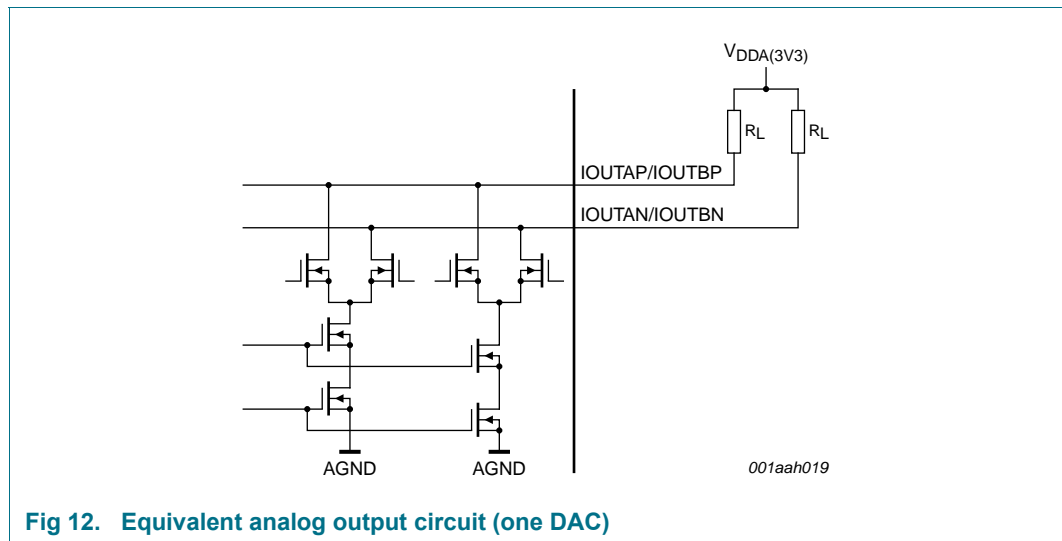 VDDA(3V3)
RL
RL
IOUTAP/IOUTBP
IOUTAN/IOUTBN
AGND
AGND
001aah019
Fig 12. Equivalent analog output circuit (one DAC)